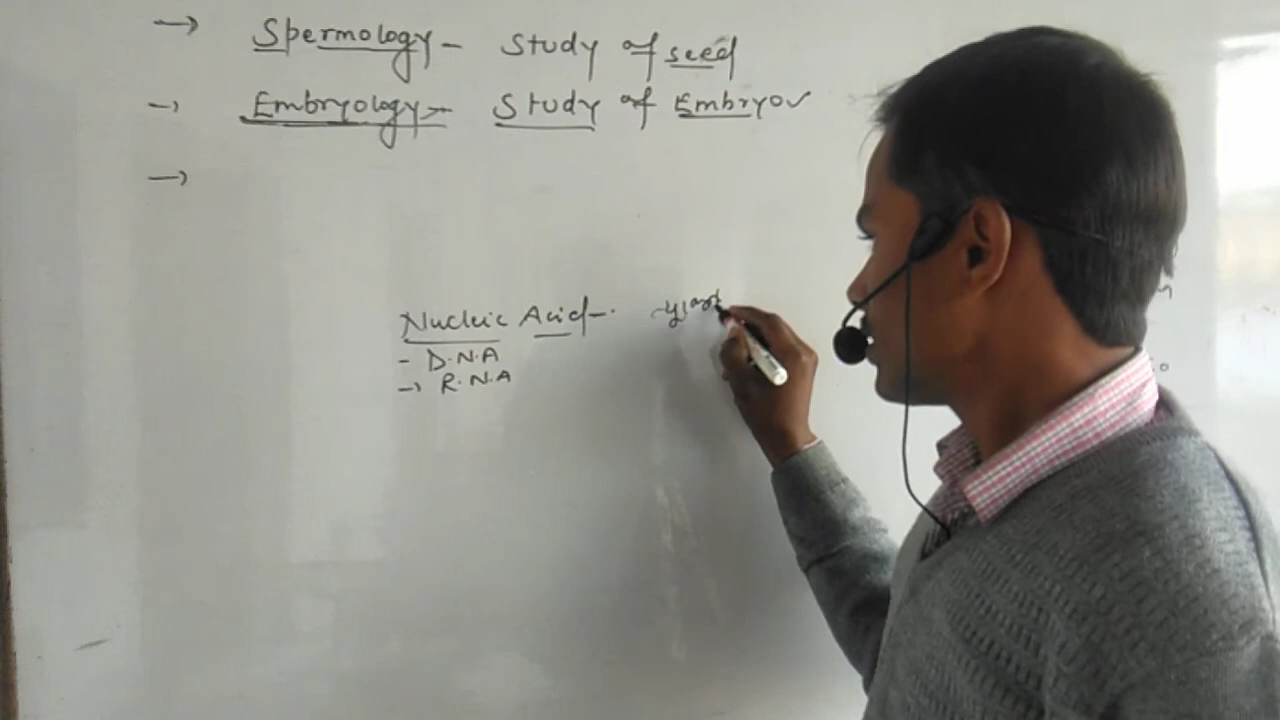 → Spermology - Study of seed
→ Embryology - Study of Embryo
→
Nucleic Acid -
- D.N.A
→ R.N.A